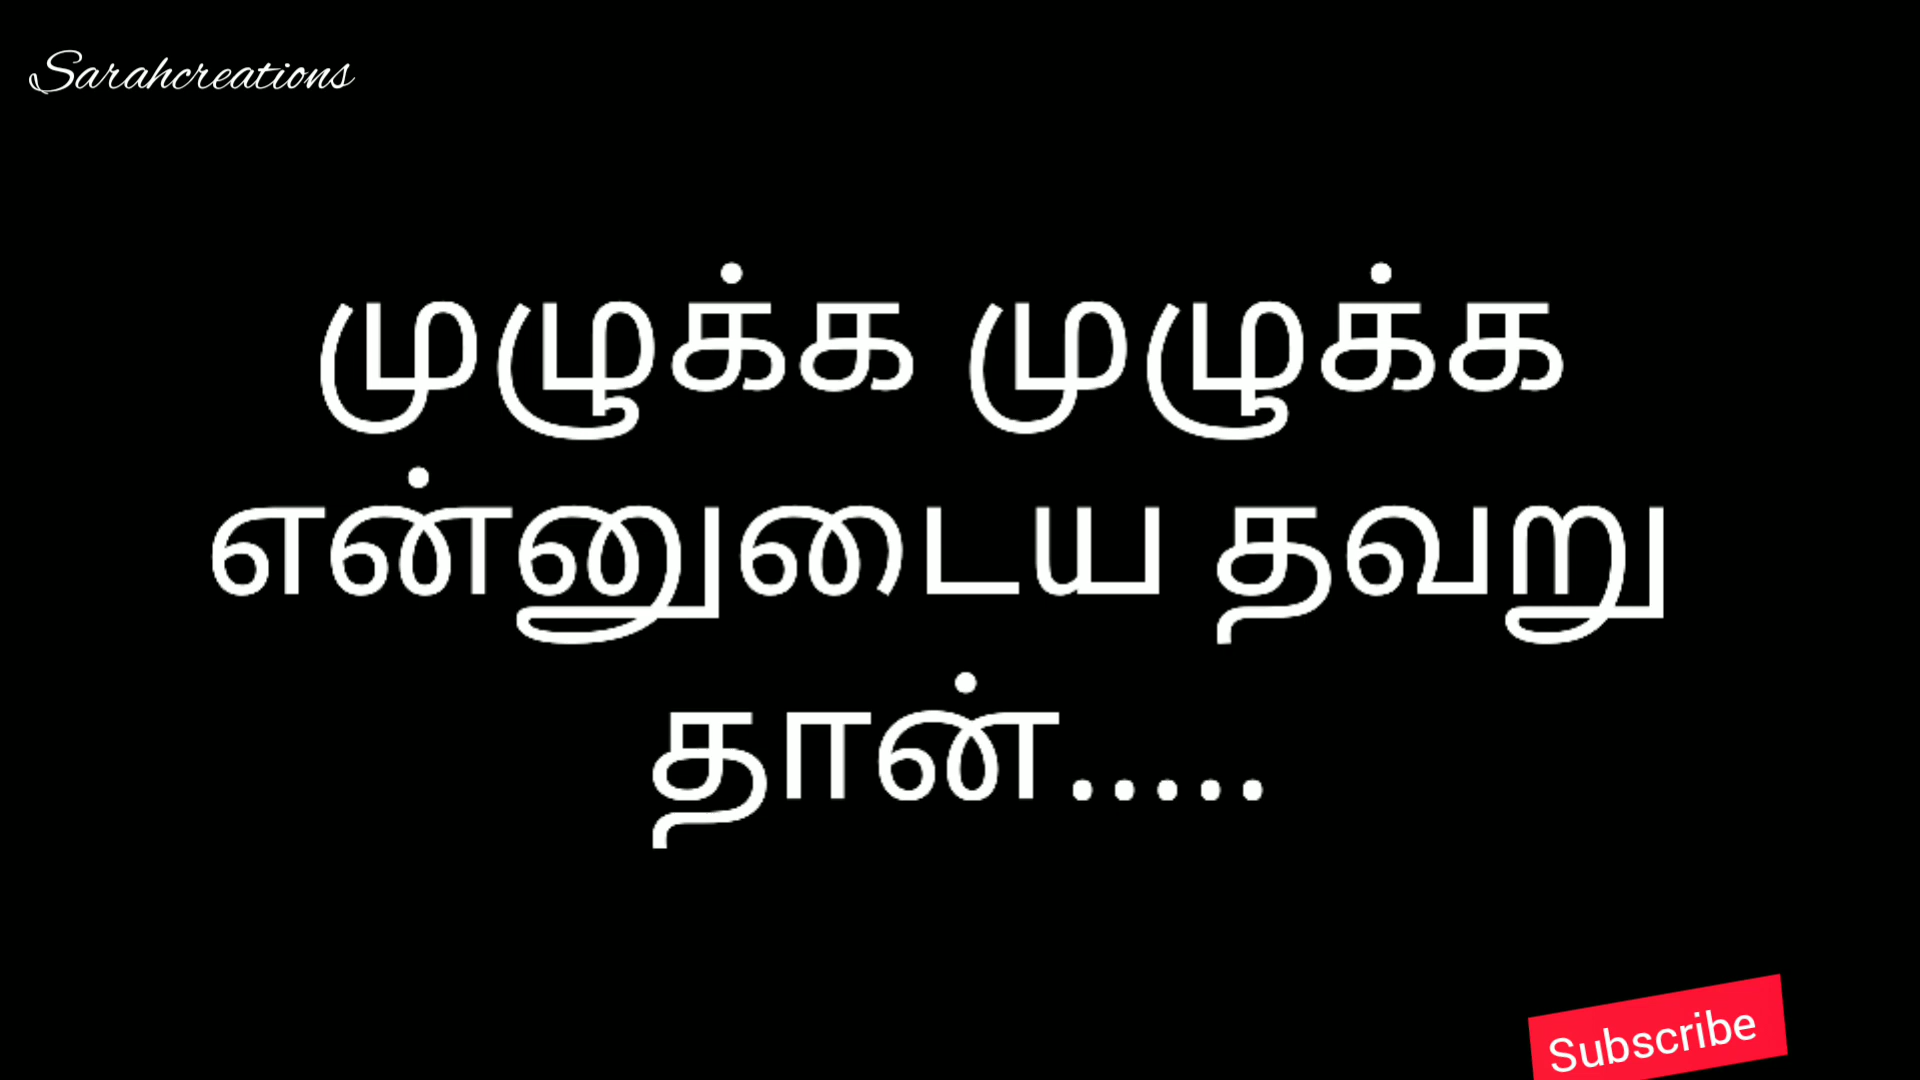 Sarahcreations
முழூக்க முழூக்க
என்னுடைய தவறு
தான்.....
Subscribe